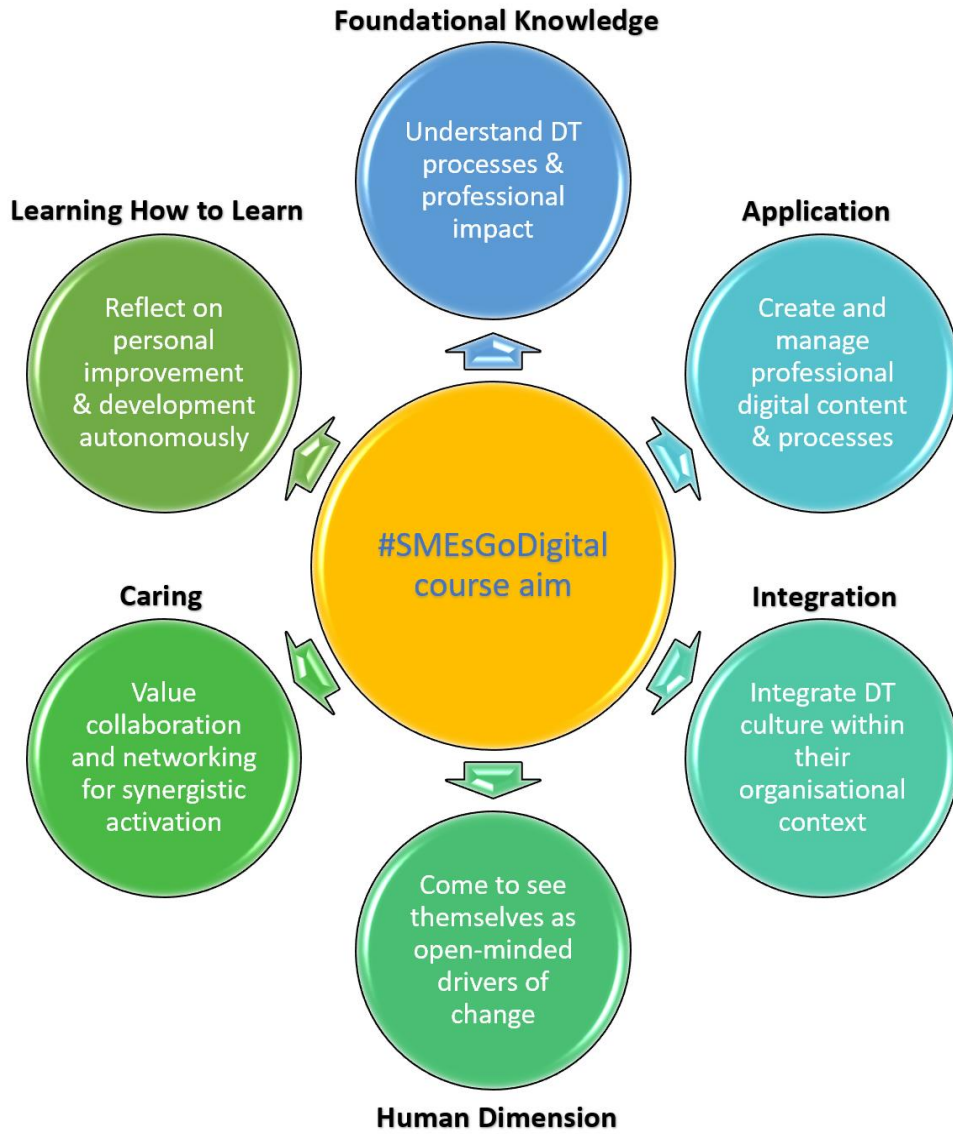 Foundational Knowledge
Understand DT
processes &
professional
impact
Application
Create and
manage
professional
digital content
& processes
Integration
Integrate DT
culture within
their
organisational
context
Human Dimension
Come to see
themselves as
open-minded
drivers of
change
Caring
Value
collaboration
and networking
for synergistic
activation
Learning How to Learn
Reflect on
personal
improvement
& development
autonomously
#SMEsGoDigital
course aim